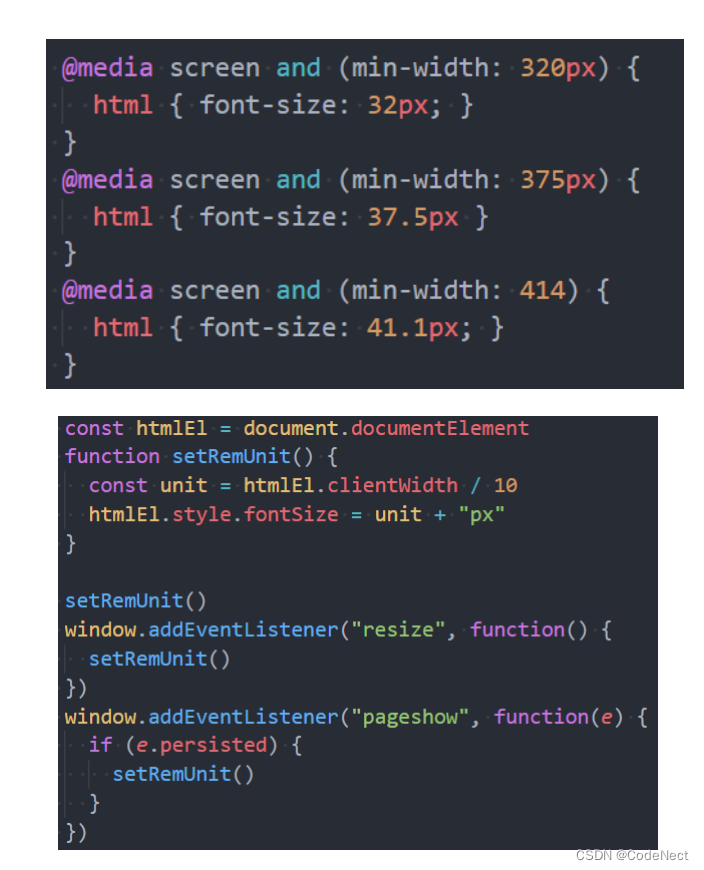 @media screen and (min-width: 320px) {
  html { font-size: 32px; }
}
@media screen and (min-width: 375px) {
  html { font-size: 37.5px }
}
@media screen and (min-width: 414) {
  html { font-size: 41.1px; }
}
const htmlEl = document.documentElement
function setRemUnit() {
  const unit = htmlEl.clientWidth / 10
  htmlEl.style.fontSize = unit + "px"
}

setRemUnit()
window.addEventListener("resize", function() {
  setRemUnit()
})
window.addEventListener("pageshow", function(e) {
  if (e.persisted) {
    setRemUnit()
  }
})
CSDN @CodeNect